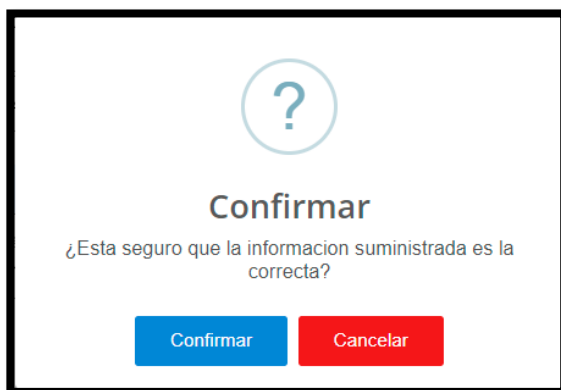 ?
Confirmar
¿Esta seguro que la informacion suministrada es la
correcta?
Confirmar Cancelar